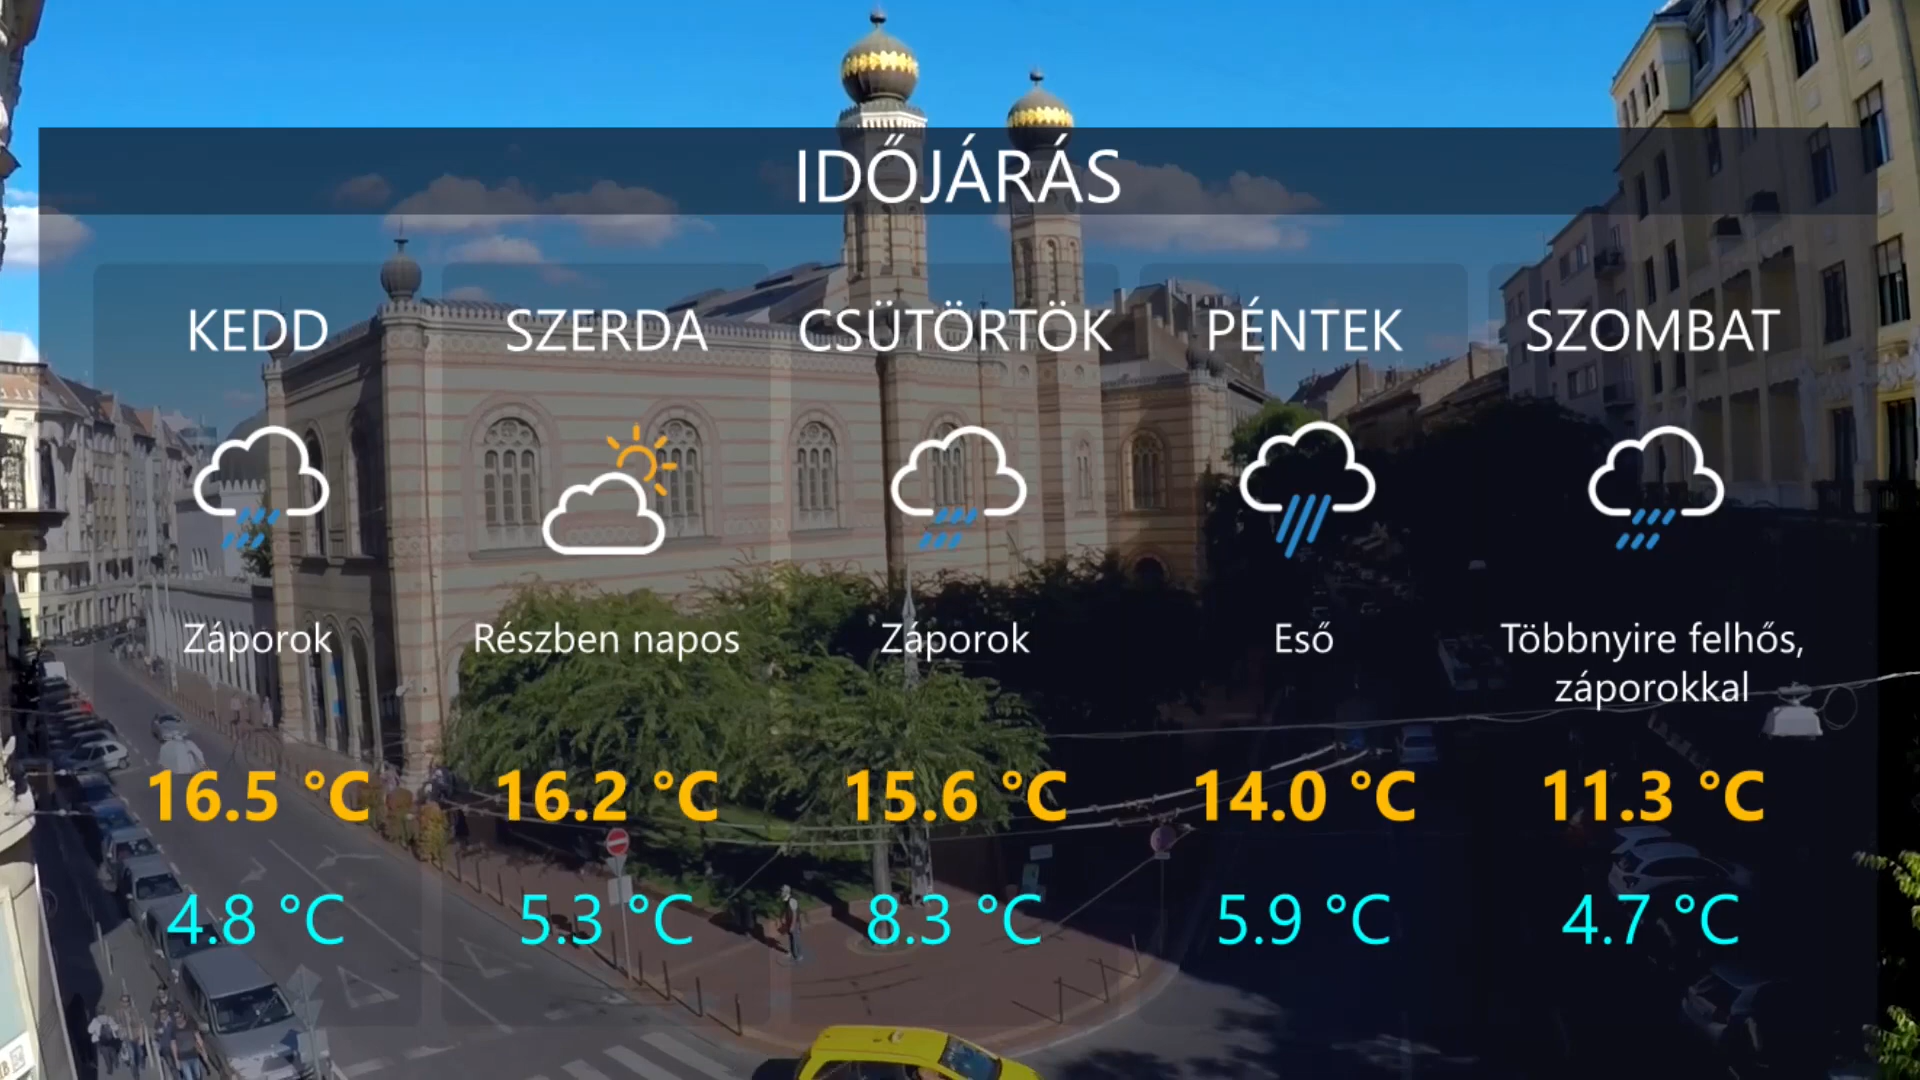 IDŐJÁRÁS
KEDD
SZERDA
CSÜTÖRTÖK
PÉNTEK
SZOMBAT
Záporok
Részben napos
Záporok
Eső
Többnyire felhős,
záporokkal
16.5 °C
16.2 °C
15.6 °C
14.0 °C
11.3 °C
4.8 °C
5.3 °C
8.3 °C
5.9 °C
4.7 °C